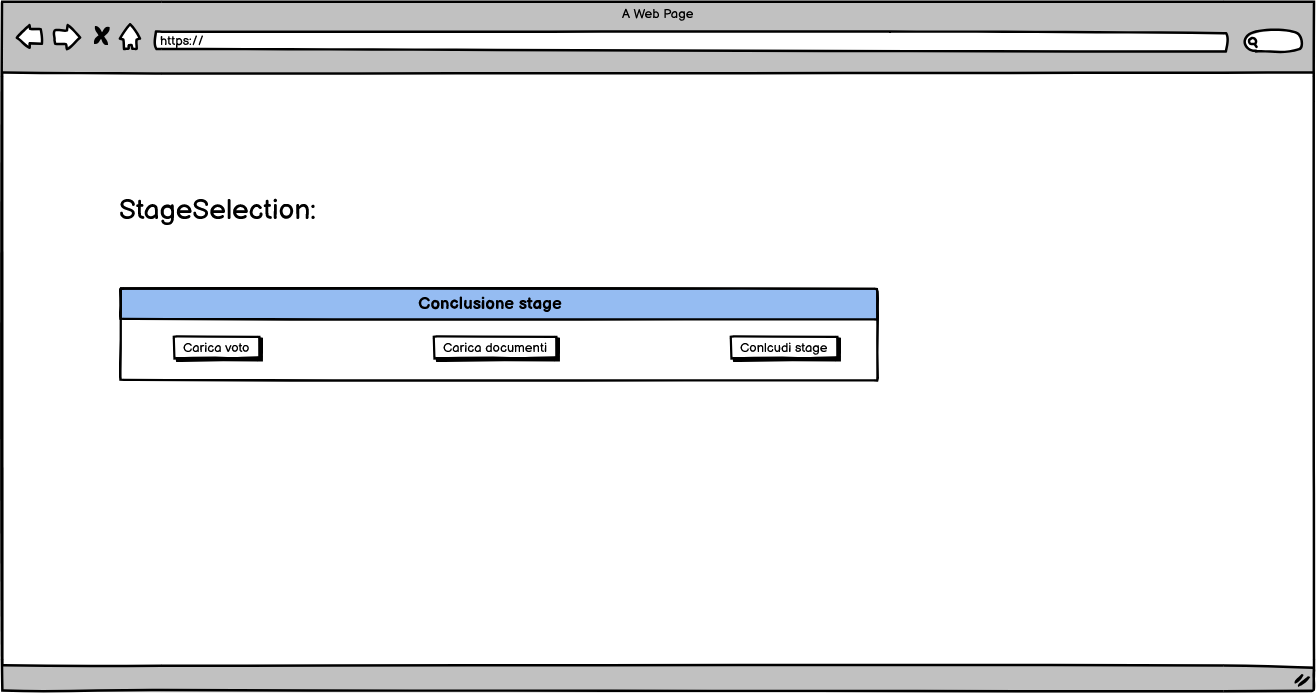 A Web Page
https://
StageSelection:
Conclusione stage
Carica voto
Carica documenti
Conlcudi stage